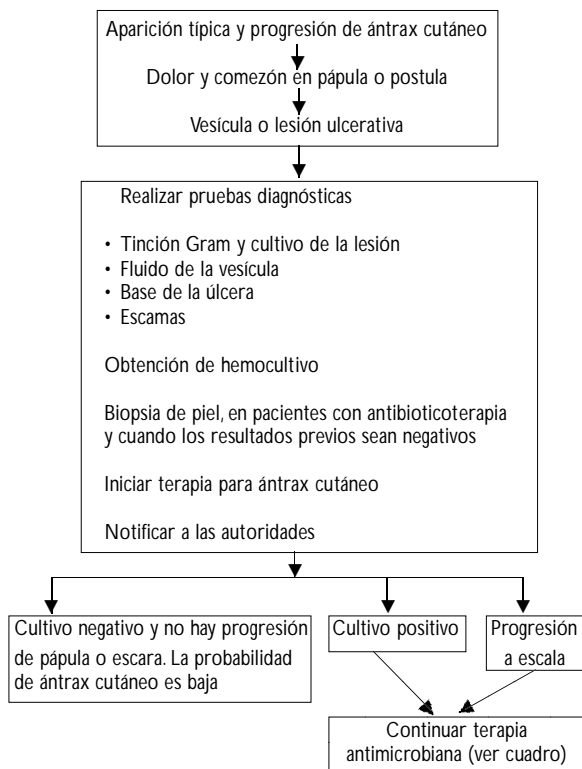 Aparición típica y progresión de ántrax cutáneo
Dolor y comezón en pápula o postula
Vesícula o lesión ulcerativa
Realizar pruebas diagnósticas
• Tinción Gram y cultivo de la lesión
• Fluido de la vesícula
• Base de la úlcera
• Escamas
Obtención de hemocultivo
Biopsia de piel, en pacientes con antibioticoterapia
y cuando los resultados previos sean negativos
Iniciar terapia para ántrax cutáneo
Notificar a las autoridades
Cultivo negativo y no hay progresión
de pápula o escara. La probabilidad
de ántrax cutáneo es baja
Cultivo positivo
Progresión
a escala
Continuar terapia
antimicrobiana (ver cuadro)